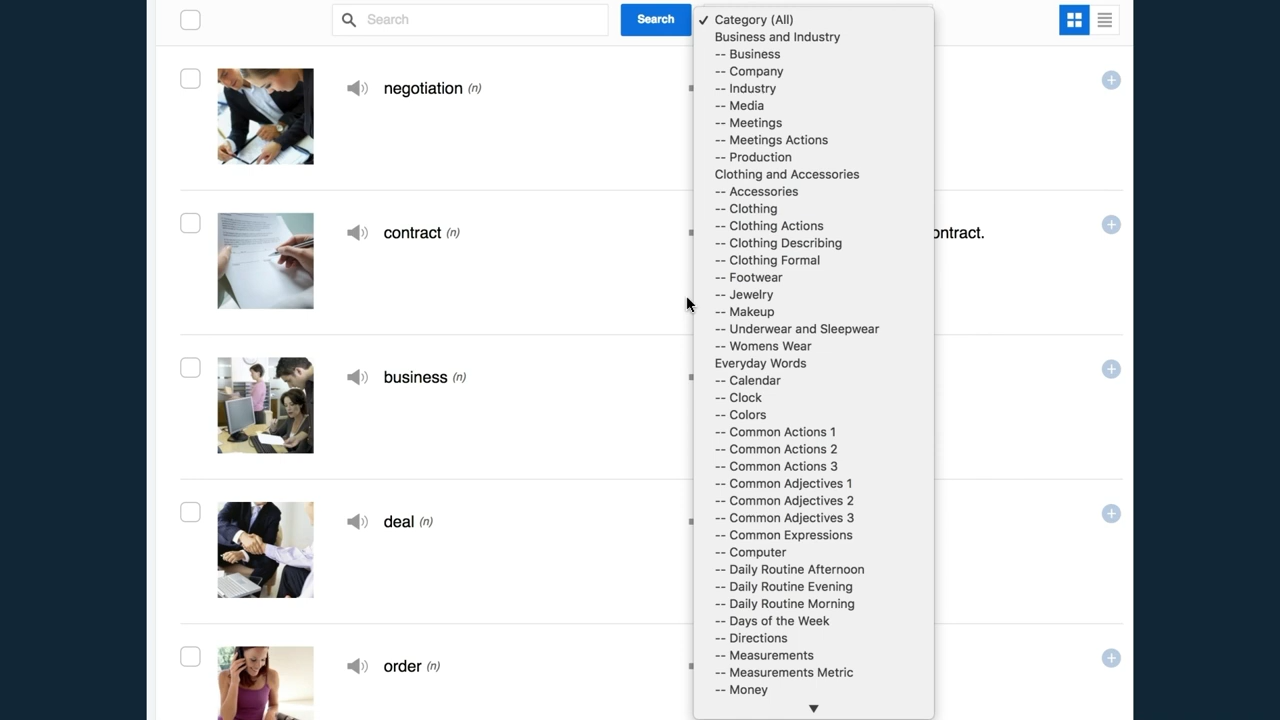 Search
Search
✓ Category (All)
Business and Industry
-- Business
-- Company
-- Industry
-- Media
-- Meetings
-- Meetings Actions
-- Production
Clothing and Accessories
-- Accessories
-- Clothing
-- Clothing Actions
-- Clothing Describing
-- Clothing Formal
-- Footwear
-- Jewelry
-- Makeup
-- Underwear and Sleepwear
-- Womens Wear
Everyday Words
-- Calendar
-- Clock
-- Colors
-- Common Actions 1
-- Common Actions 2
-- Common Actions 3
-- Common Adjectives 1
-- Common Adjectives 2
-- Common Adjectives 3
-- Common Expressions
-- Computer
-- Daily Routine Afternoon
-- Daily Routine Evening
-- Daily Routine Morning
-- Days of the Week
-- Directions
-- Measurements
-- Measurements Metric
-- Money
negotiation (n)
contract (n)
ontract.
business (n)
deal (n)
order (n)